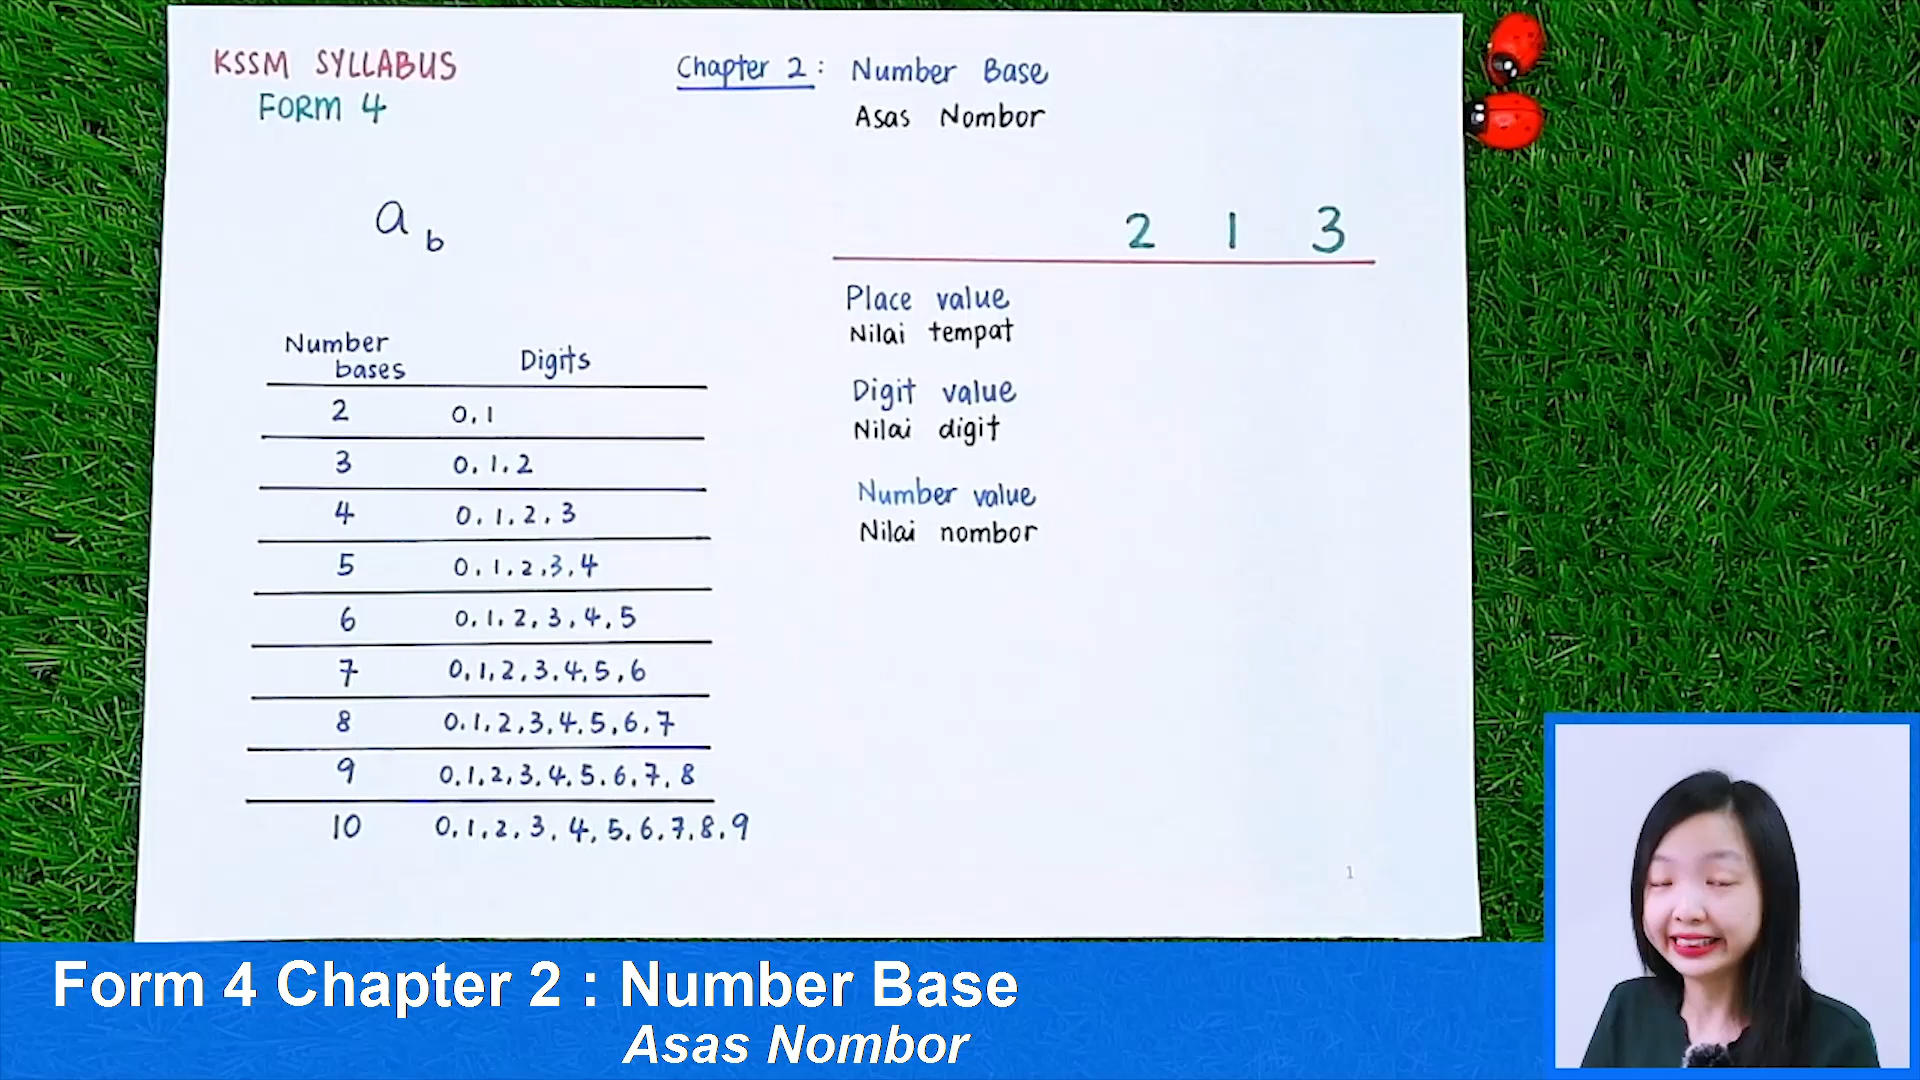 KSSM SYLLABUS
FORM 4
Chapter 2 : Number Base
Asas Nombor
a b
Number bases Digits
2 0, 1
3 0, 1, 2
4 0, 1, 2, 3
5 0, 1, 2, 3, 4
6 0, 1, 2, 3, 4, 5
7 0, 1, 2, 3, 4, 5, 6
8 0, 1, 2, 3, 4, 5, 6, 7
9 0, 1, 2, 3, 4, 5, 6, 7, 8
10 0, 1, 2, 3, 4, 5, 6, 7, 8, 9
2 1 3
Place value
Nilai tempat
Digit value
Nilai digit
Number value
Nilai nombor
1
Form 4 Chapter 2 : Number Base
Asas Nombor